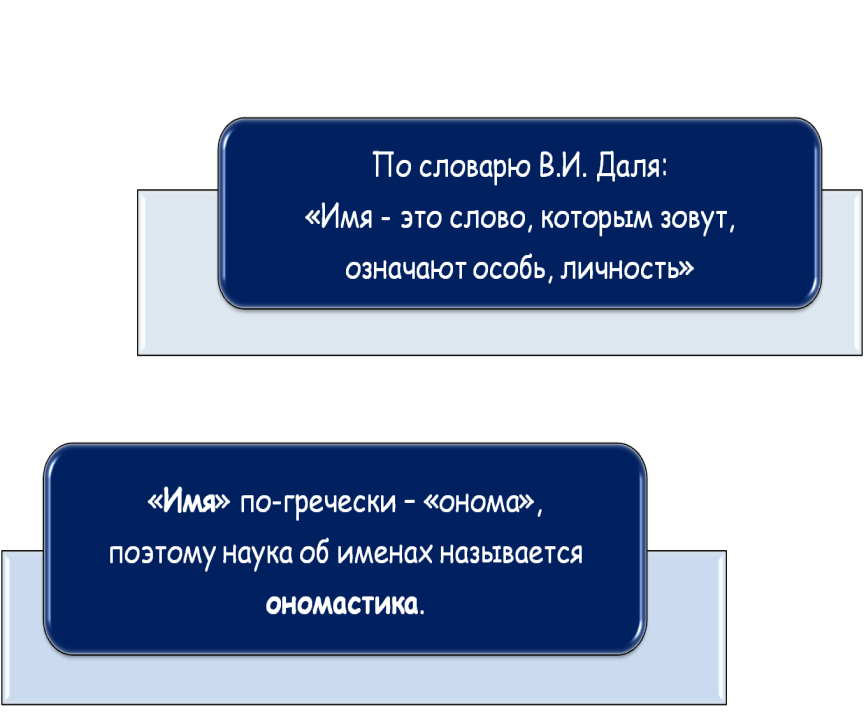 По словарю В.И. Даля:
«Имя - это слово, которым зовут,
означают особь, личность»
«Имя» по-гречески – «онома»,
поэтому наука об именах называется
ономастика.